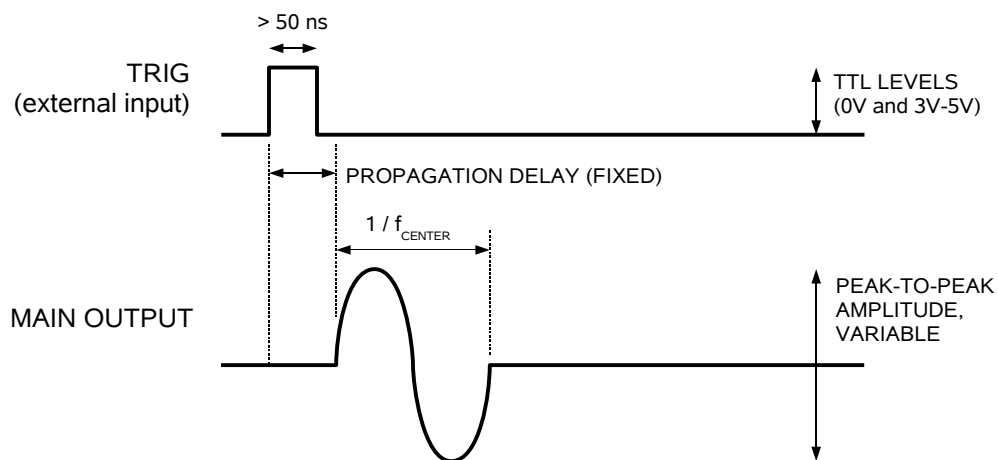 > 50 ns
TRIG
(external input)
TTL LEVELS
(0V and 3V-5V)
PROPAGATION DELAY (FIXED)
1 / fCENTER
MAIN OUTPUT
PEAK-TO-PEAK
AMPLITUDE,
VARIABLE